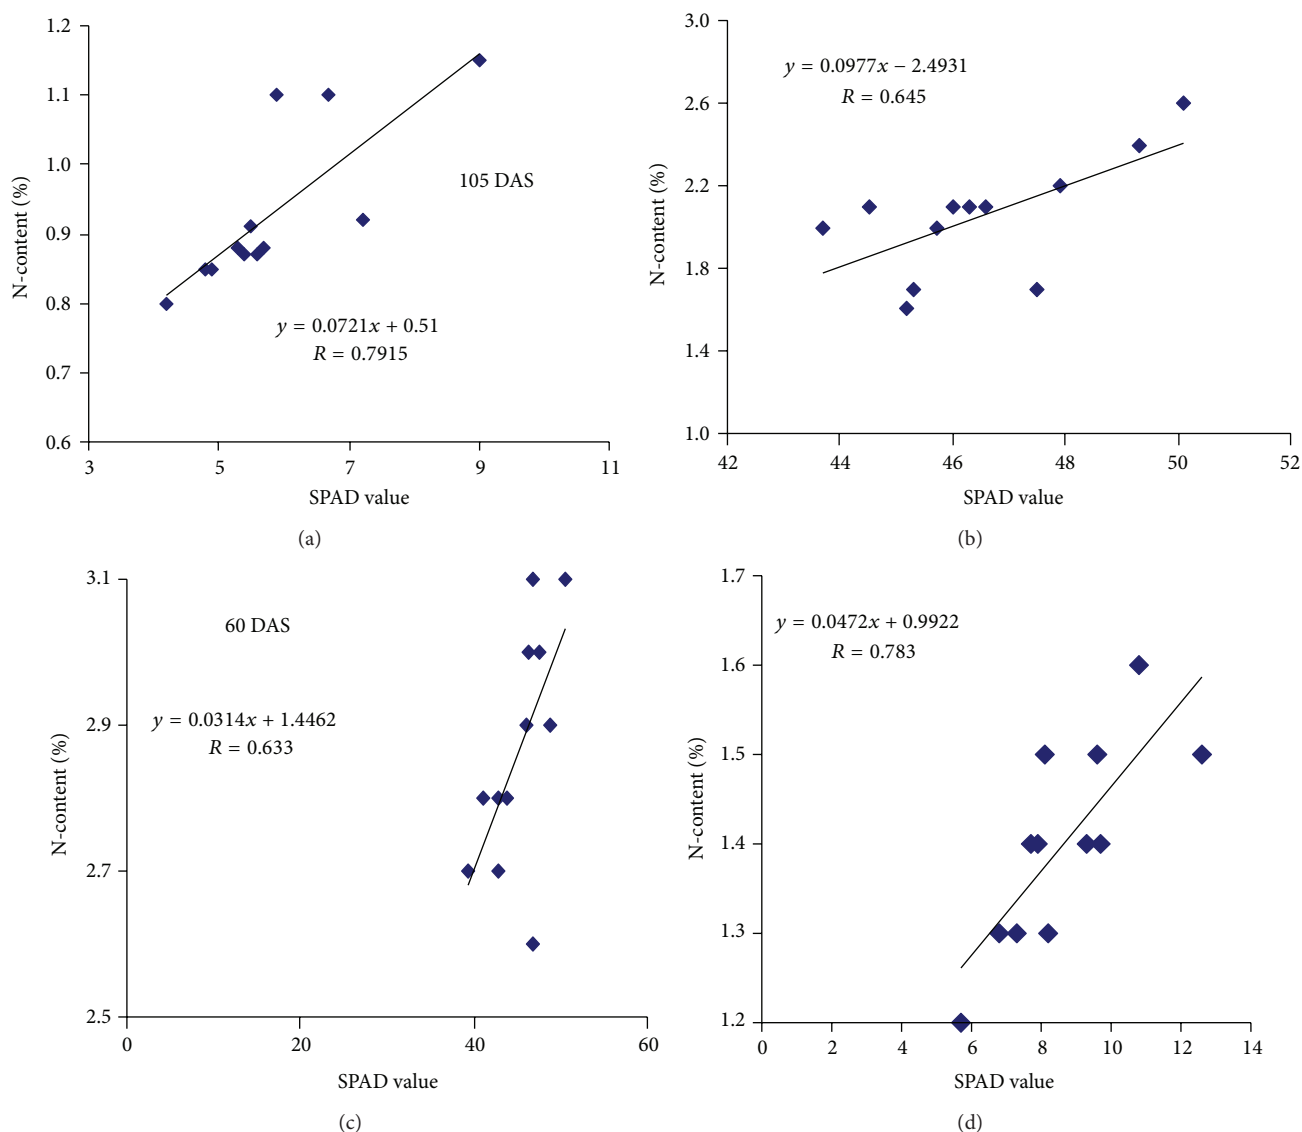 1.2
1.1
1.0
0.9
0.8
0.7
0.6
N-content (%)
105 DAS
y = 0.0721x + 0.51
R = 0.7915
3 5 7 9 11
SPAD value
(a)
3.0
2.6
2.2
1.8
1.4
1.0
N-content (%)
y = 0.0977x − 2.4931
R = 0.645
42 44 46 48 50 52
SPAD value
(b)
3.1
2.9
2.7
2.5
N-content (%)
60 DAS
y = 0.0314x + 1.4462
R = 0.633
0 20 40 60
SPAD value
(c)
1.7
1.6
1.5
1.4
1.3
1.2
N-content (%)
y = 0.0472x + 0.9922
R = 0.783
0 2 4 6 8 10 12 14
SPAD value
(d)